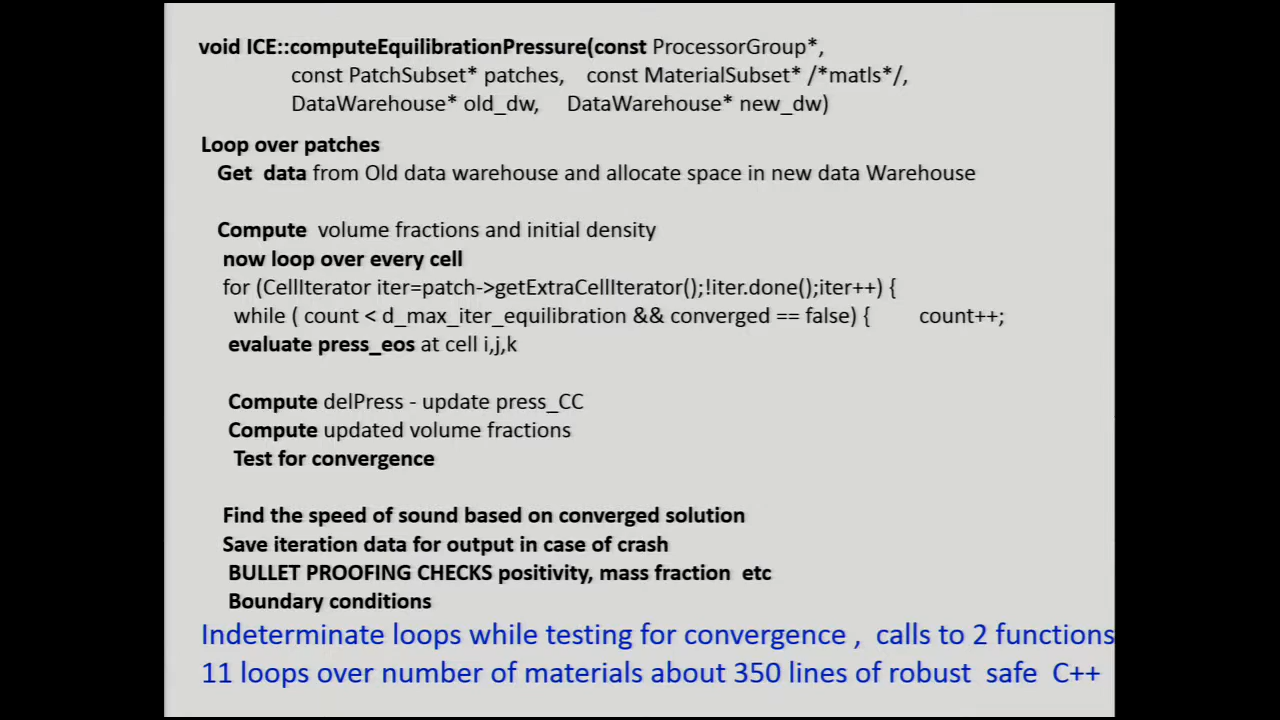 void ICE::computeEquilibrationPressure(const ProcessorGroup*,
const PatchSubset* patches, const MaterialSubset* /*matls*/,
DataWarehouse* old_dw, DataWarehouse* new_dw)
Loop over patches
Get data from Old data warehouse and allocate space in new data Warehouse
Compute volume fractions and initial density
now loop over every cell
for (CellIterator iter=patch->getExtraCellIterator();!iter.done();iter++) {
while ( count < d_max_iter_equilibration && converged == false) { count++;
evaluate press_eos at cell i,j,k
Compute delPress - update press_CC
Compute updated volume fractions
Test for convergence
Find the speed of sound based on converged solution
Save iteration data for output in case of crash
BULLET PROOFING CHECKS positivity, mass fraction etc
Boundary conditions
Indeterminate loops while testing for convergence , calls to 2 functions
11 loops over number of materials about 350 lines of robust safe C++